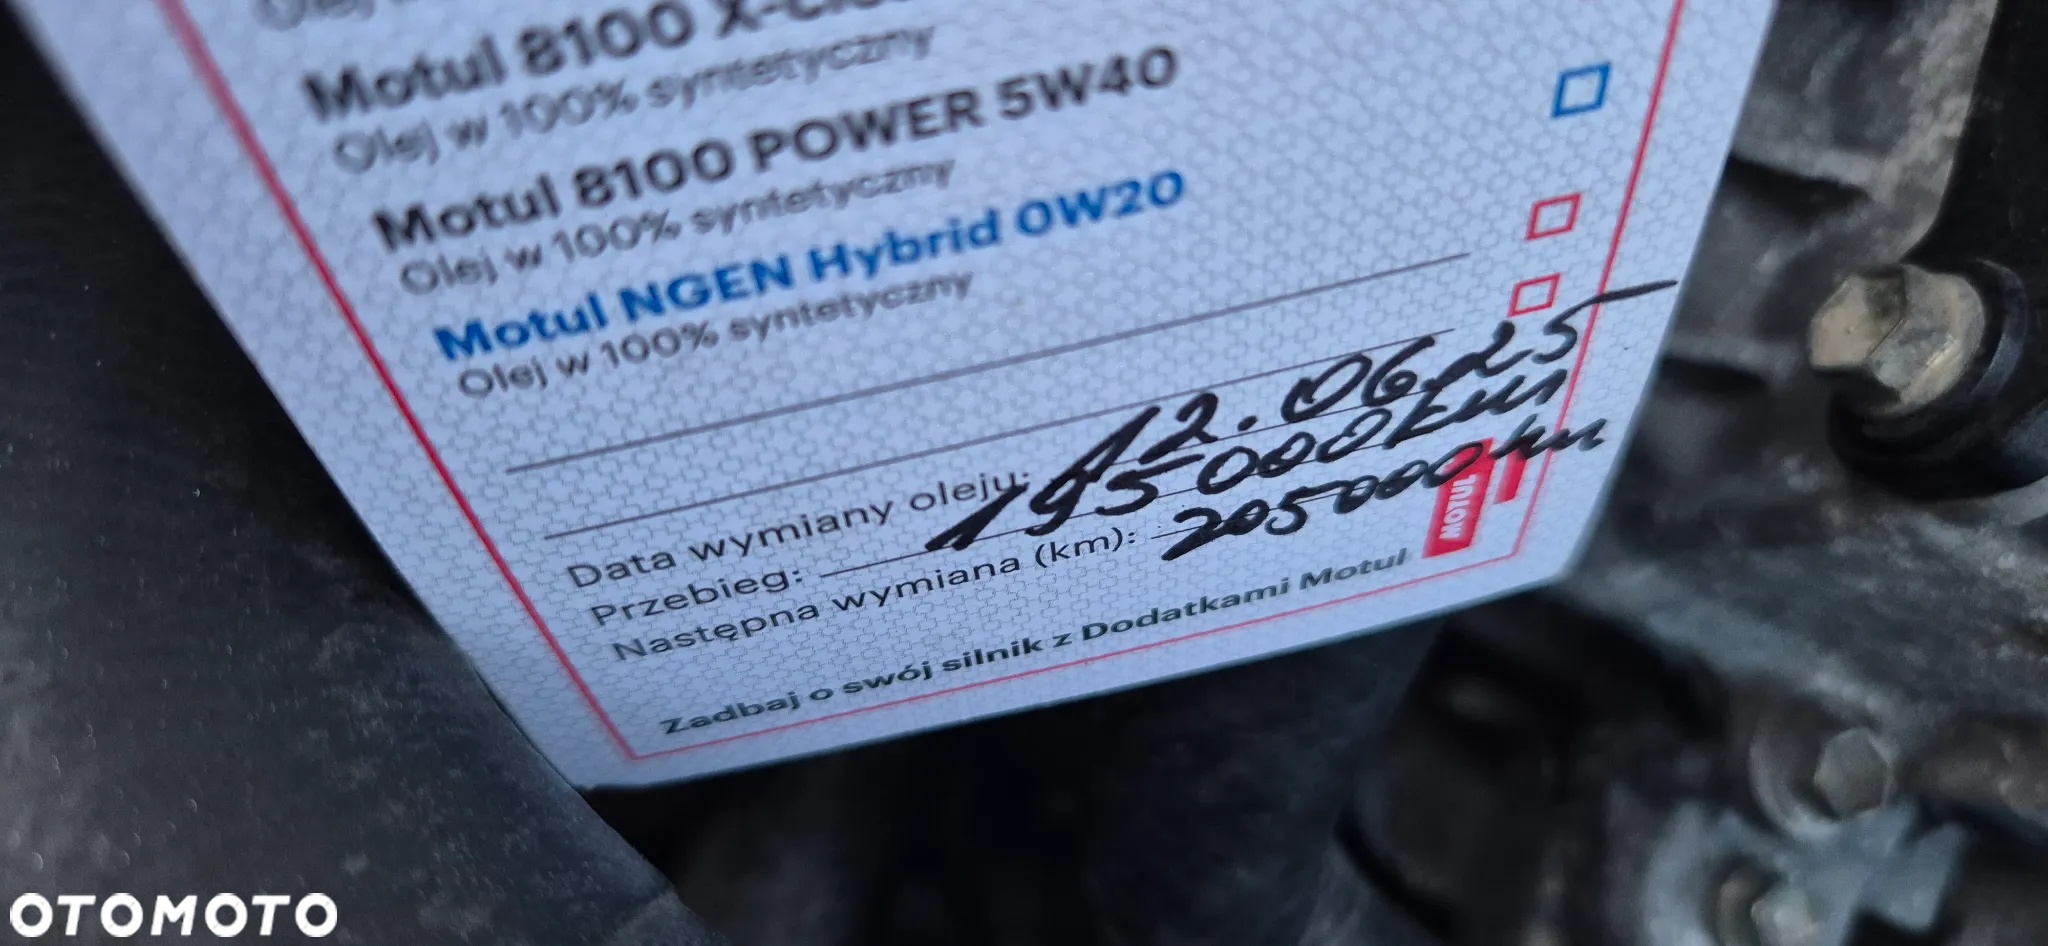 Olej w
Motul 8100 X-cle
Olej w 100% syntetyczny
Motul 8100 POWER 5W40
Olej w 100% syntetyczny
Motul NGEN Hybrid 0W20
Olej w 100% syntetyczny
Data wymiany oleju: 12.06.25
Przebieg: 195000km
Następna wymiana (km): 205000km
MOTUL
Zadbaj o swój silnik z Dodatkami Motul
OTOMOTO